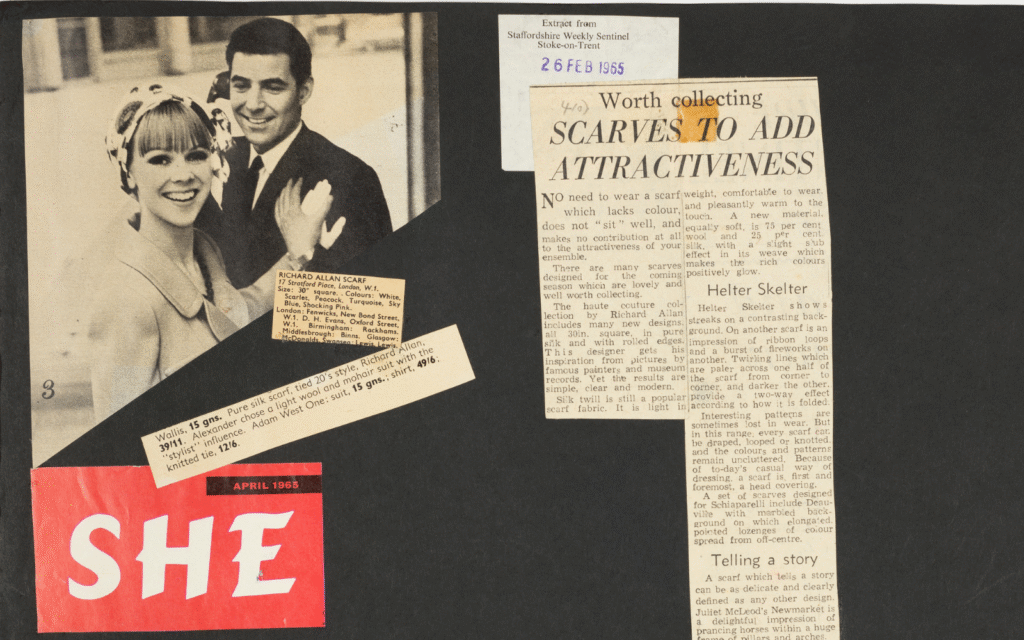 3
RICHARD ALLAN SCARF
17 Stratford Place, London, W.1.
Size: 30" square. Colours: White,
Scarlet, Peacock, Turquoise, Sky
Blue, Shocking Pink.
London: Fenwicks, New Bond Street,
W.1. D. H. Evans, Oxford Street,
W.1. Birmingham: Rackhams.
Middlesbrough: Binns. Glasgow:
McDonalds. Swansea: Lewis Lewis.
Wallis, 15 gns. Pure silk scarf, tied 20's style, Richard Allan,
39/11. Alexander chose a light wool and mohair suit with the
"stylist" influence. Adam West One: suit, 15 gns.; shirt, 49/6;
knitted tie, 12/6.
APRIL 1965
SHE
Extract from
Staffordshire Weekly Sentinel
Stoke-on-Trent
26 FEB 1965
Worth collecting
SCARVES TO ADD
ATTRACTIVENESS
NO need to wear a scarf
which lacks colour,
does not "sit" well, and
makes no contribution at all
to the attractiveness of your
ensemble.
There are many scarves
designed for the coming
season which are lovely and
well worth collecting.
The haute couture col-
lection by Richard Allan
includes many new designs,
all 30in. square, in pure
silk and with rolled edges.
This designer gets his
inspiration from pictures by
famous painters and museum
records. Yet the results are
simple, clear and modern.
Silk twill is still a popular
scarf fabric. It is light in
weight, comfortable to wear,
and pleasantly warm to the
touch. A new material,
equally soft, is 75 per cent.
wool and 25 per cent.
silk, with a slight slub
effect in its weave which
makes the rich colours
positively glow.
Helter Skelter
Helter Skelter shows
streaks on a contrasting back-
ground. On another scarf is an
impression of ribbon loops
and a burst of fireworks on
another. Twirling lines which
are paler across one half of
the scarf from corner to
corner, and darker the other,
provide a two-way effect
according to how it is folded.
Interesting patterns are
sometimes lost in wear. But
in this range, every scarf can
be draped, looped or knotted,
and the colours and patterns
remain uncluttered. Because
of to-day's casual way of
dressing, a scarf is, first and
foremost, a head covering.
A set of scarves designed
for Schiaparelli include Deau-
ville with marbled back-
ground on which elongated,
pointed lozenges of colour
spread from off-centre.
Telling a story
A scarf which tells a story
can be as delicate and clearly
defined as any other design.
Juliet McLeod's Newmarket is
a delightful impression of
prancing horses within a huge
frame of pillars and arches.